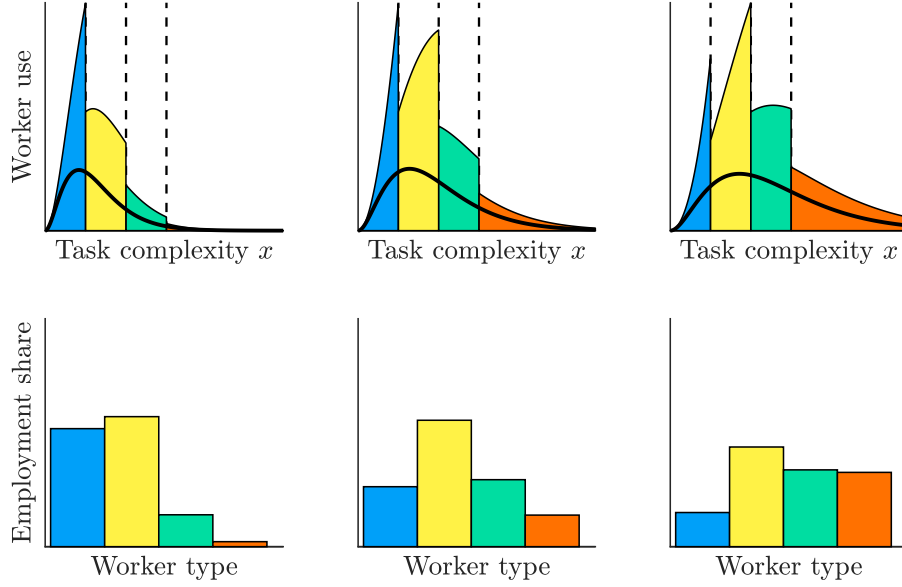 Worker use
Task complexity x
Task complexity x
Task complexity x
Employment share
Worker type
Worker type
Worker type